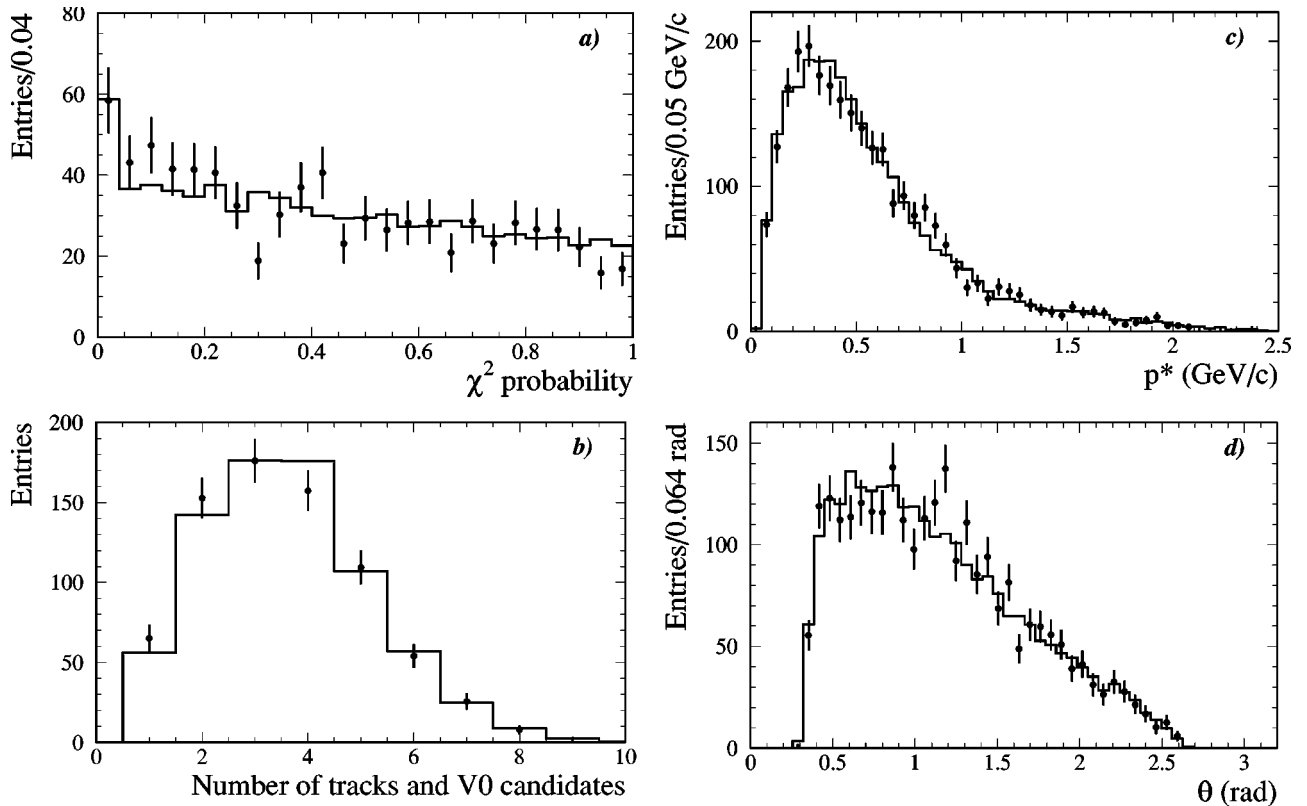 a)
Entries/0.04
80
60
40
20
0
0 0.2 0.4 0.6 0.8 1
χ² probability
c)
Entries/0.05 GeV/c
200
150
100
50
0
0 0.5 1 1.5 2 2.5
p* (GeV/c)
b)
Entries
200
150
100
50
0
0 2 4 6 8 10
Number of tracks and V0 candidates
d)
Entries/0.064 rad
150
100
50
0
0 0.5 1 1.5 2 2.5 3
θ (rad)